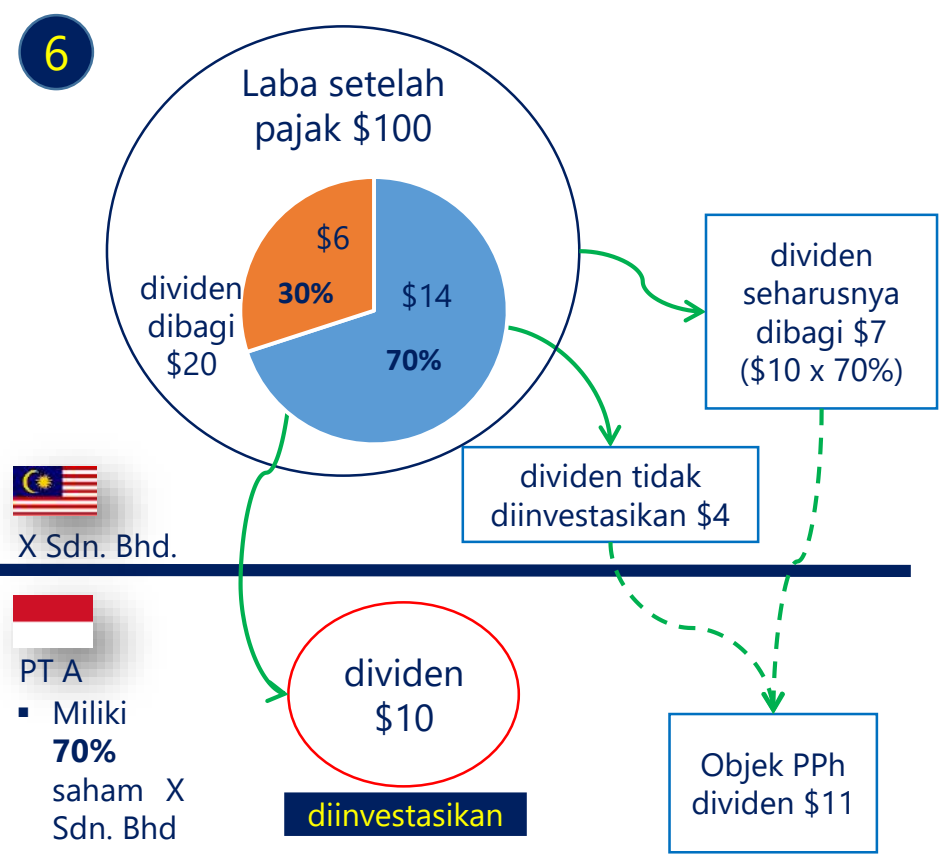 6
Laba setelah
pajak $100
$6
30%
$14
70%
dividen
dibagi
$20
dividen
seharusnya
dibagi $7
($10 x 70%)
dividen tidak
diinvestasikan $4
X Sdn. Bhd.
PT A
▪ Miliki
70%
saham X
Sdn. Bhd
dividen
$10
diinvestasikan
Objek PPh
dividen $11